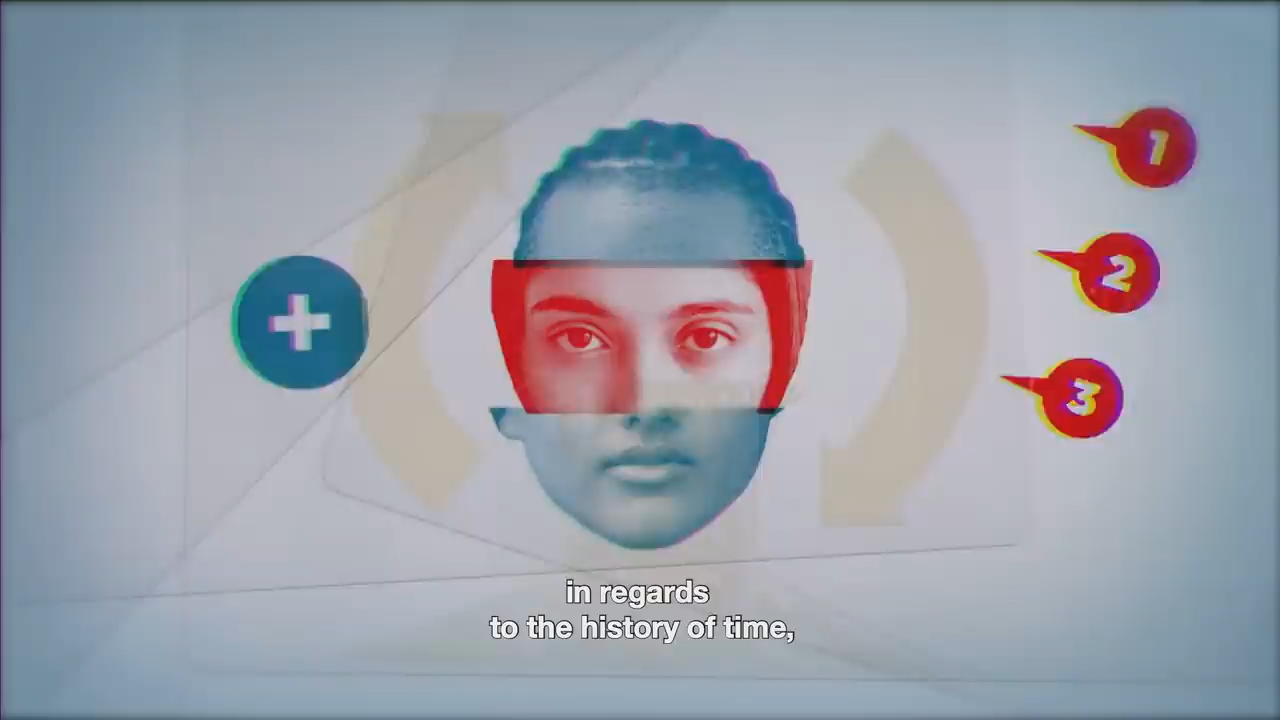 1
2
3
in regards
to the history of time,